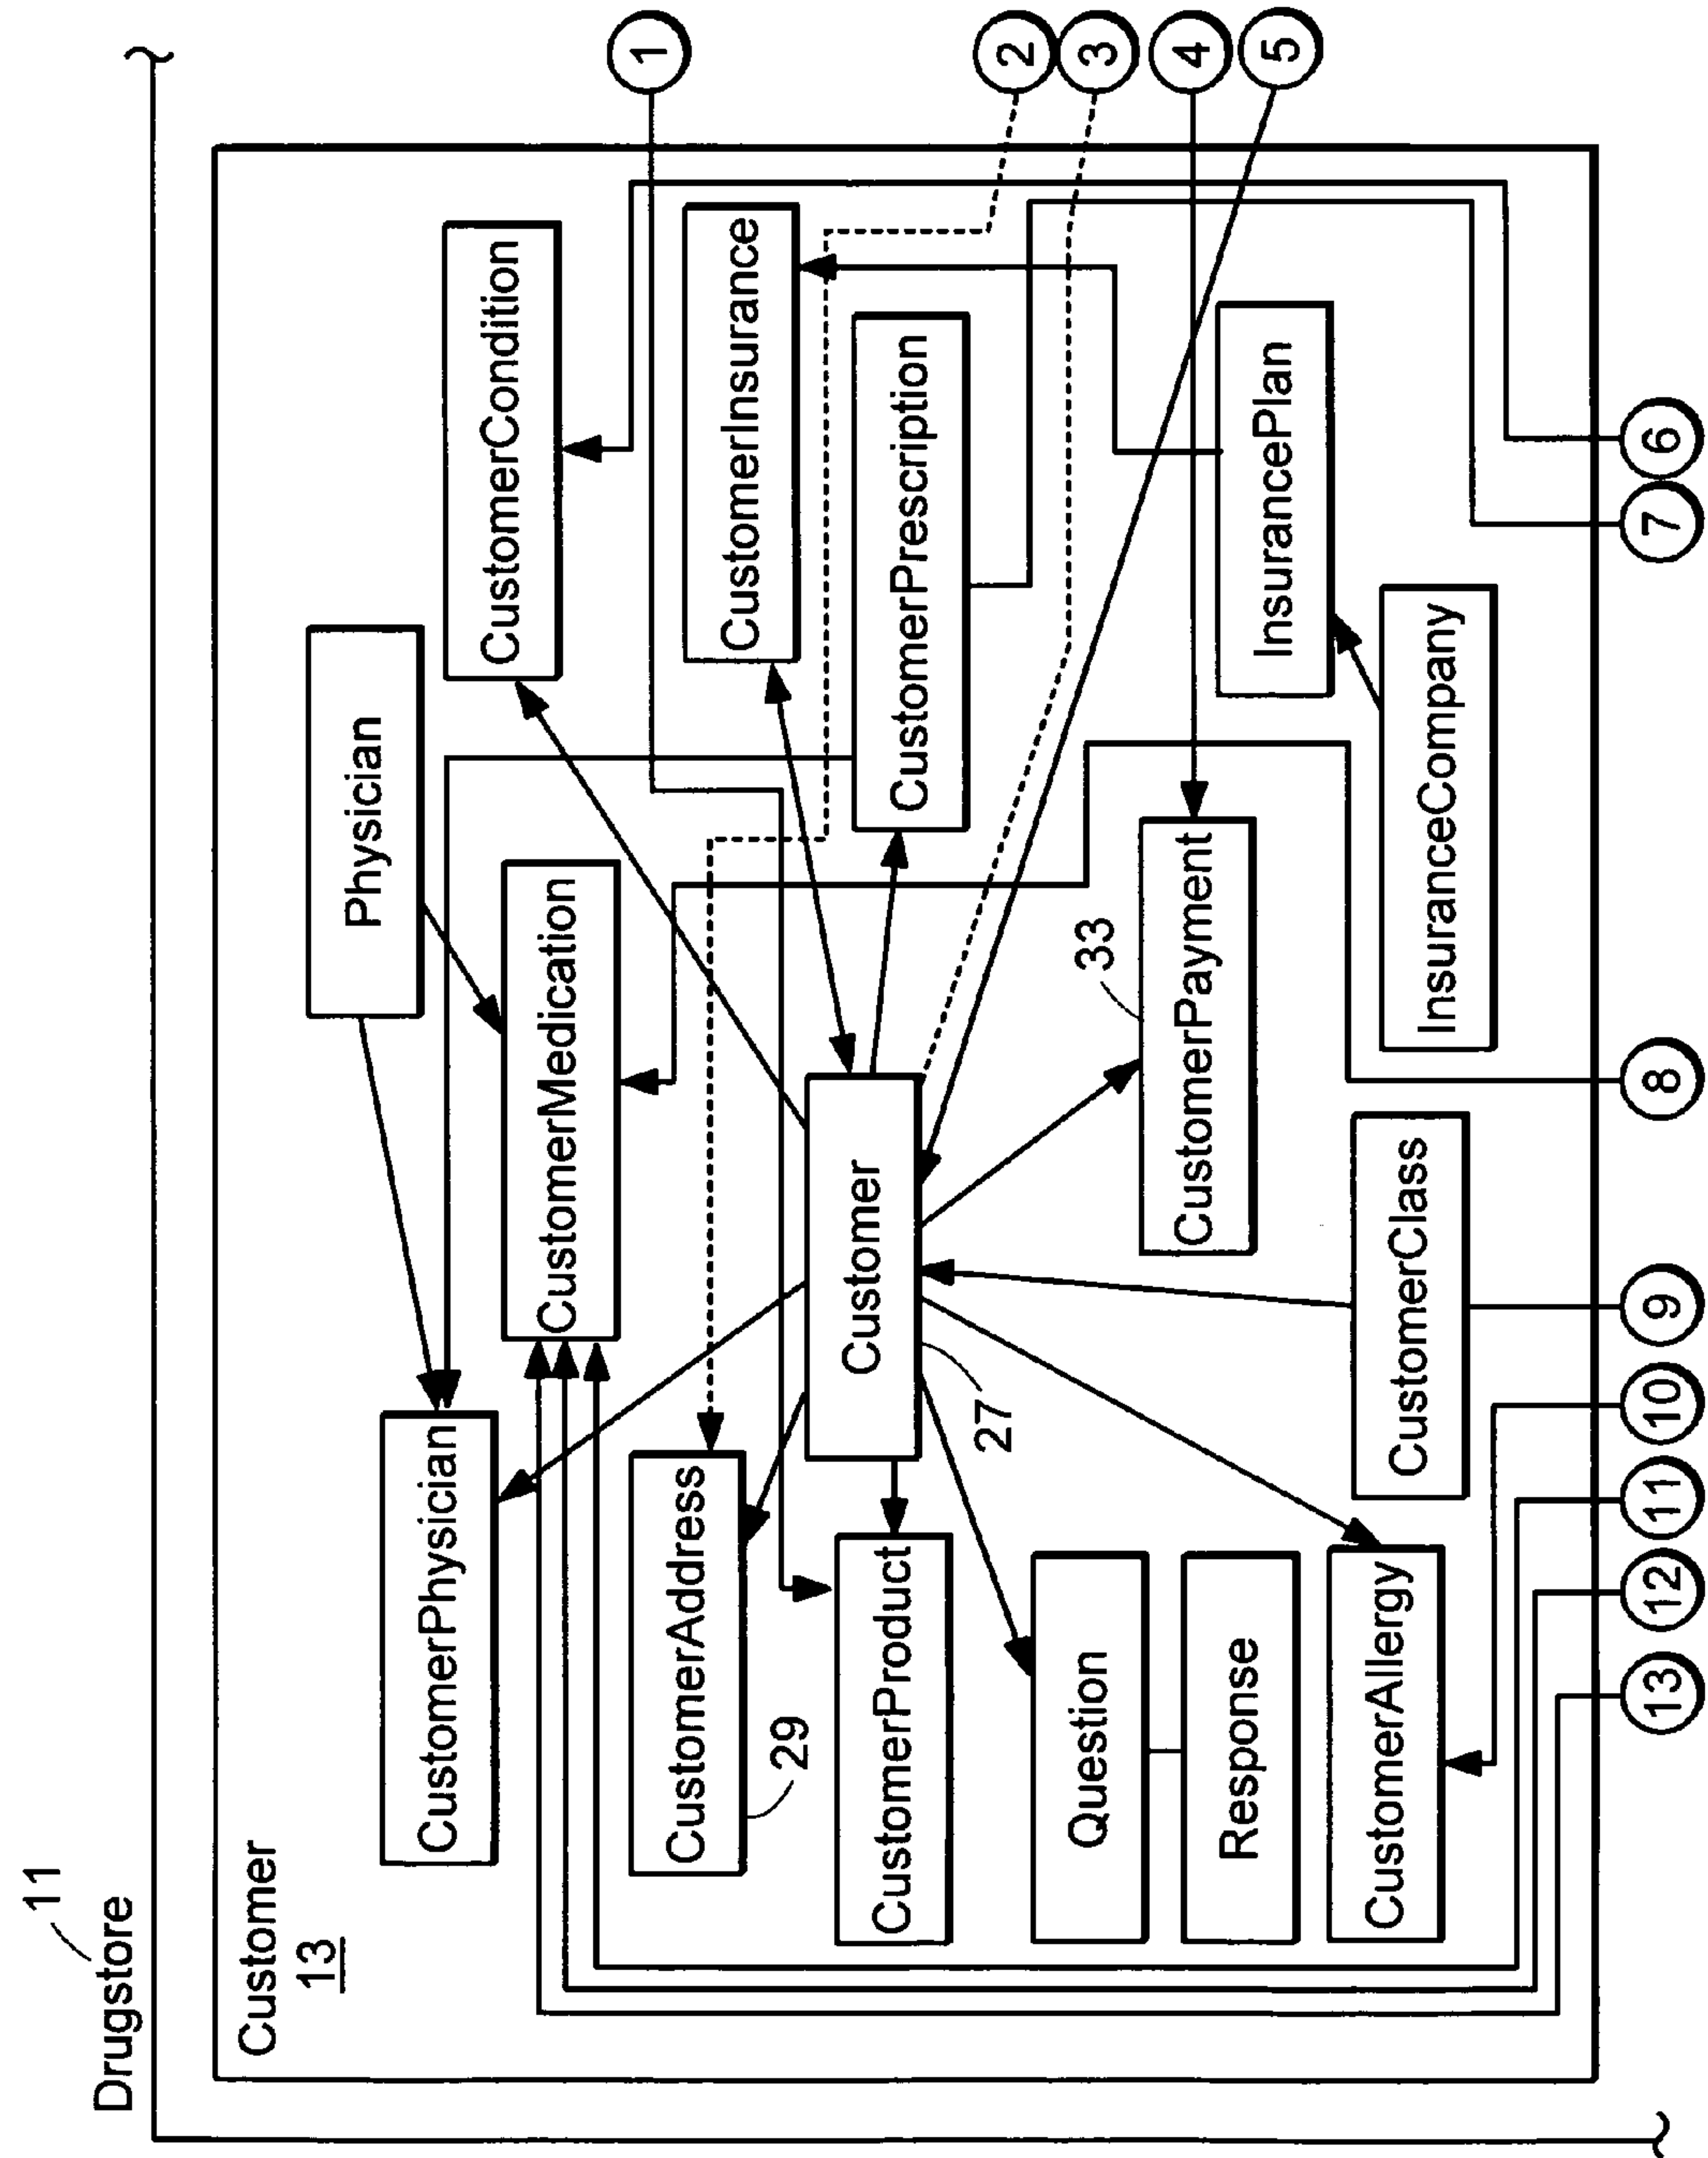 Drugstore 11
Customer
13
Physician
CustomerPhysician
CustomerMedication
CustomerCondition
CustomerAddress
29
CustomerInsurance
1
Customer
27
CustomerProduct
CustomerPrescription
2
3
Question
33
CustomerPayment
4
Response
InsurancePlan
5
CustomerAllergy
CustomerClass
InsuranceCompany
13
12
11
10
9
8
7
6